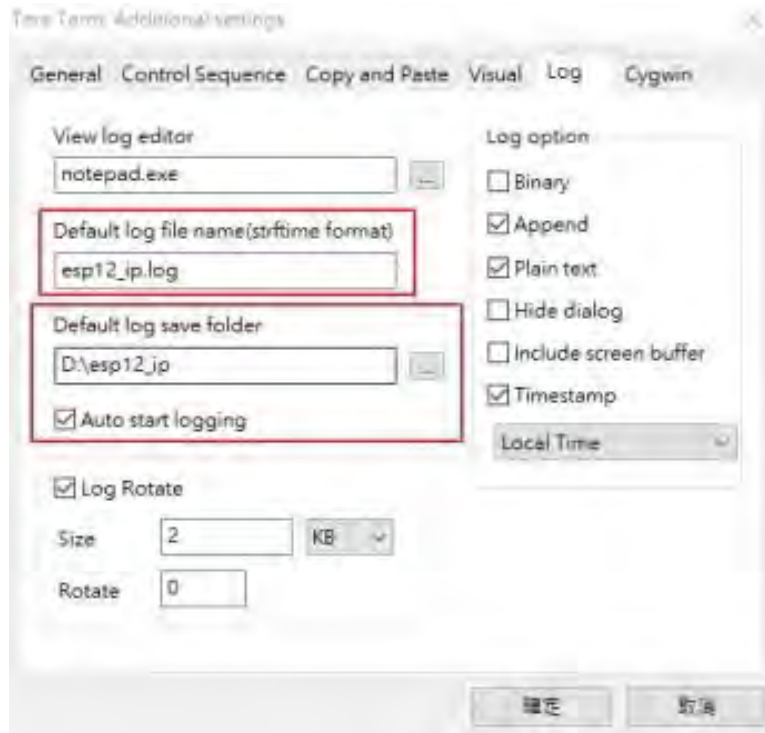 Tera Term: Additional settings
General Control Sequence Copy and Paste Visual Log Cygwin
View log editor
notepad.exe
...
Default log file name(strftime format)
esp12_ip.log
Default log save folder
D:\esp12_ip
...
Auto start logging
Log Rotate
Size 2 KB
Rotate 0
Log option
Binary
Append
Plain text
Hide dialog
Include screen buffer
Timestamp
Local Time
確定 取消